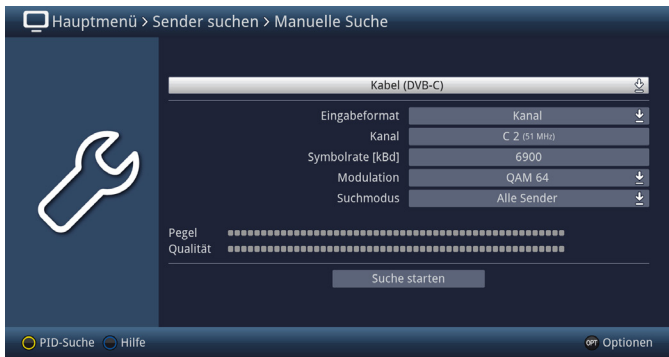 Hauptmenü > Sender suchen > Manuelle Suche
Kabel (DVB-C)
Eingabeformat Kanal
Kanal C 2 (51 MHz)
Symbolrate [kBd] 6900
Modulation QAM 64
Suchmodus Alle Sender
Pegel
Qualität
Suche starten
PID-Suche Hilfe OPT Optionen